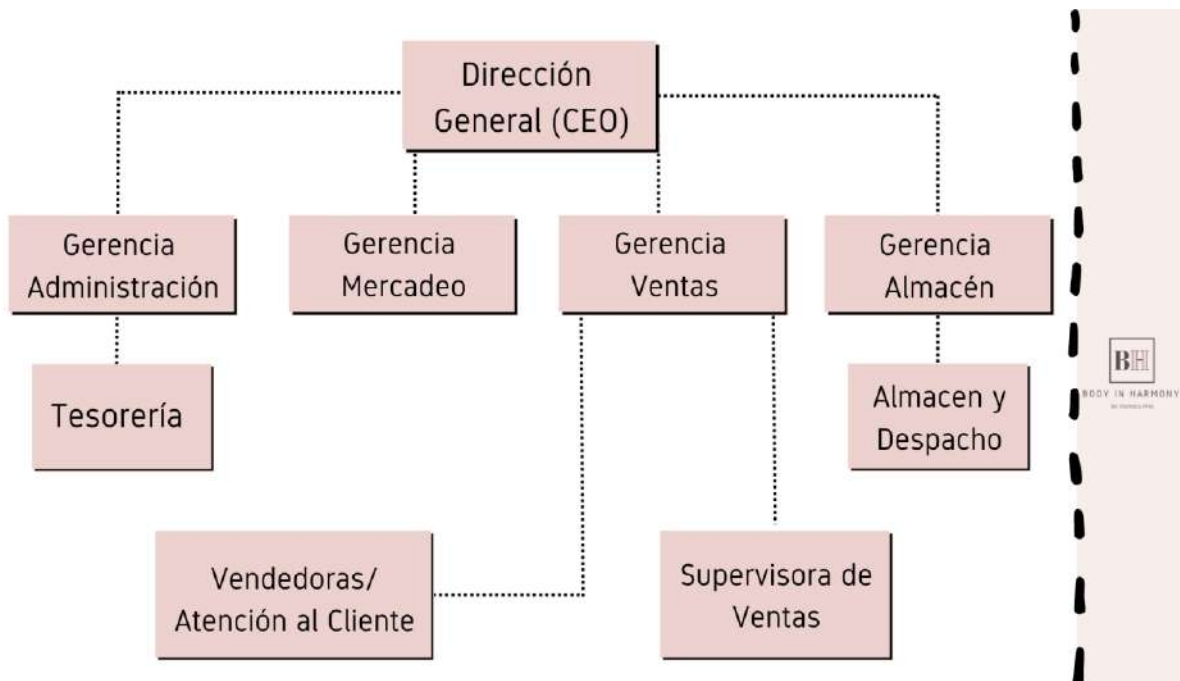 Dirección
General (CEO)
Gerencia
Administración
Gerencia
Mercadeo
Gerencia
Ventas
Gerencia
Almacén
Tesorería
Almacen y
Despacho
Vendedoras/
Atención al Cliente
Supervisora de
Ventas
BH
BODY IN HARMONY